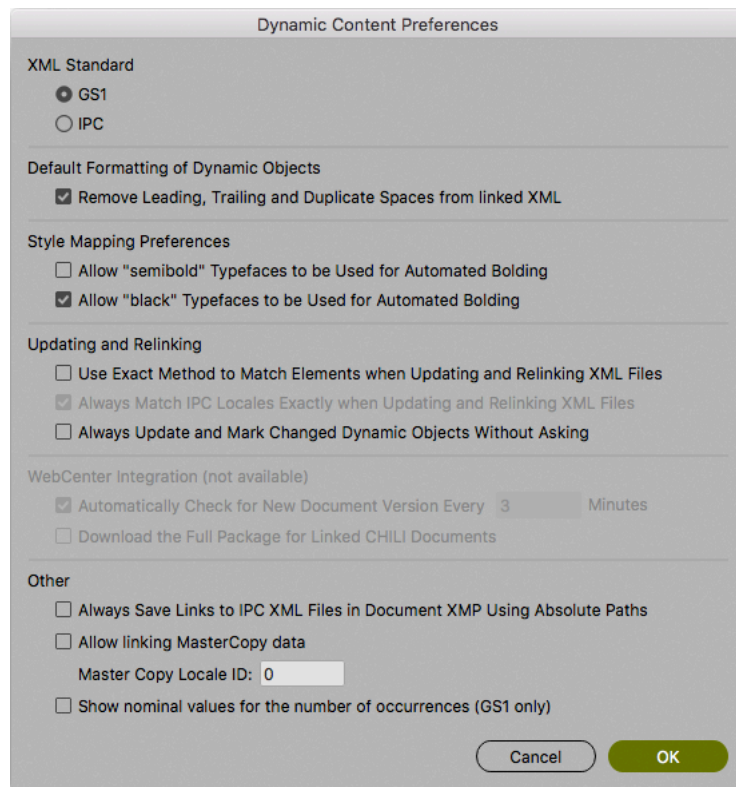 Dynamic Content Preferences
XML Standard
GS1
IPC
Default Formatting of Dynamic Objects
Remove Leading, Trailing and Duplicate Spaces from linked XML
Style Mapping Preferences
Allow "semibold" Typefaces to be Used for Automated Bolding
Allow "black" Typefaces to be Used for Automated Bolding
Updating and Relinking
Use Exact Method to Match Elements when Updating and Relinking XML Files
Always Match IPC Locales Exactly when Updating and Relinking XML Files
Always Update and Mark Changed Dynamic Objects Without Asking
WebCenter Integration (not available)
Automatically Check for New Document Version Every 3 Minutes
Download the Full Package for Linked CHILI Documents
Other
Always Save Links to IPC XML Files in Document XMP Using Absolute Paths
Allow linking MasterCopy data
Master Copy Locale ID: 0
Show nominal values for the number of occurrences (GS1 only)
Cancel OK